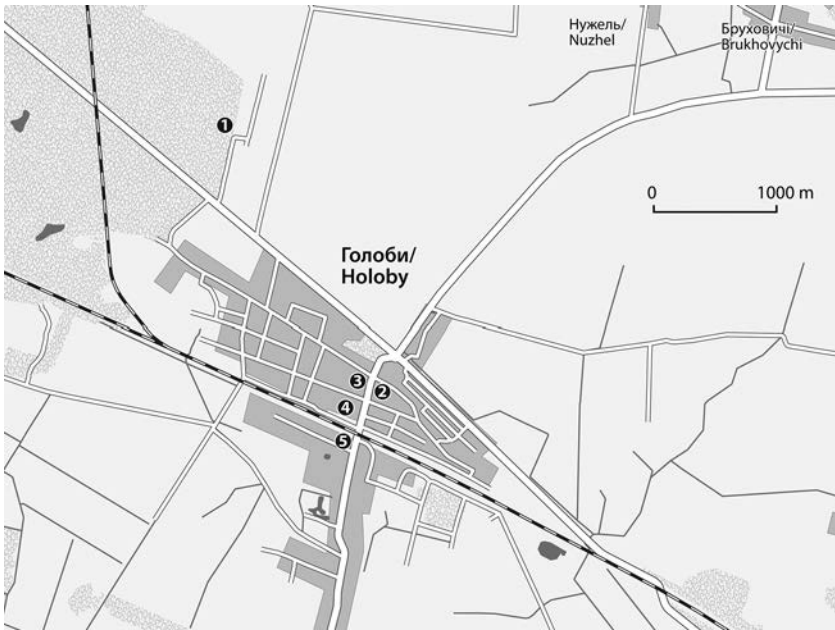 Нужель/
Nuzhel
Бруховичі/
Brukhovychi
1
0 1000 m
Голоби/
Holoby
3
2
4
5